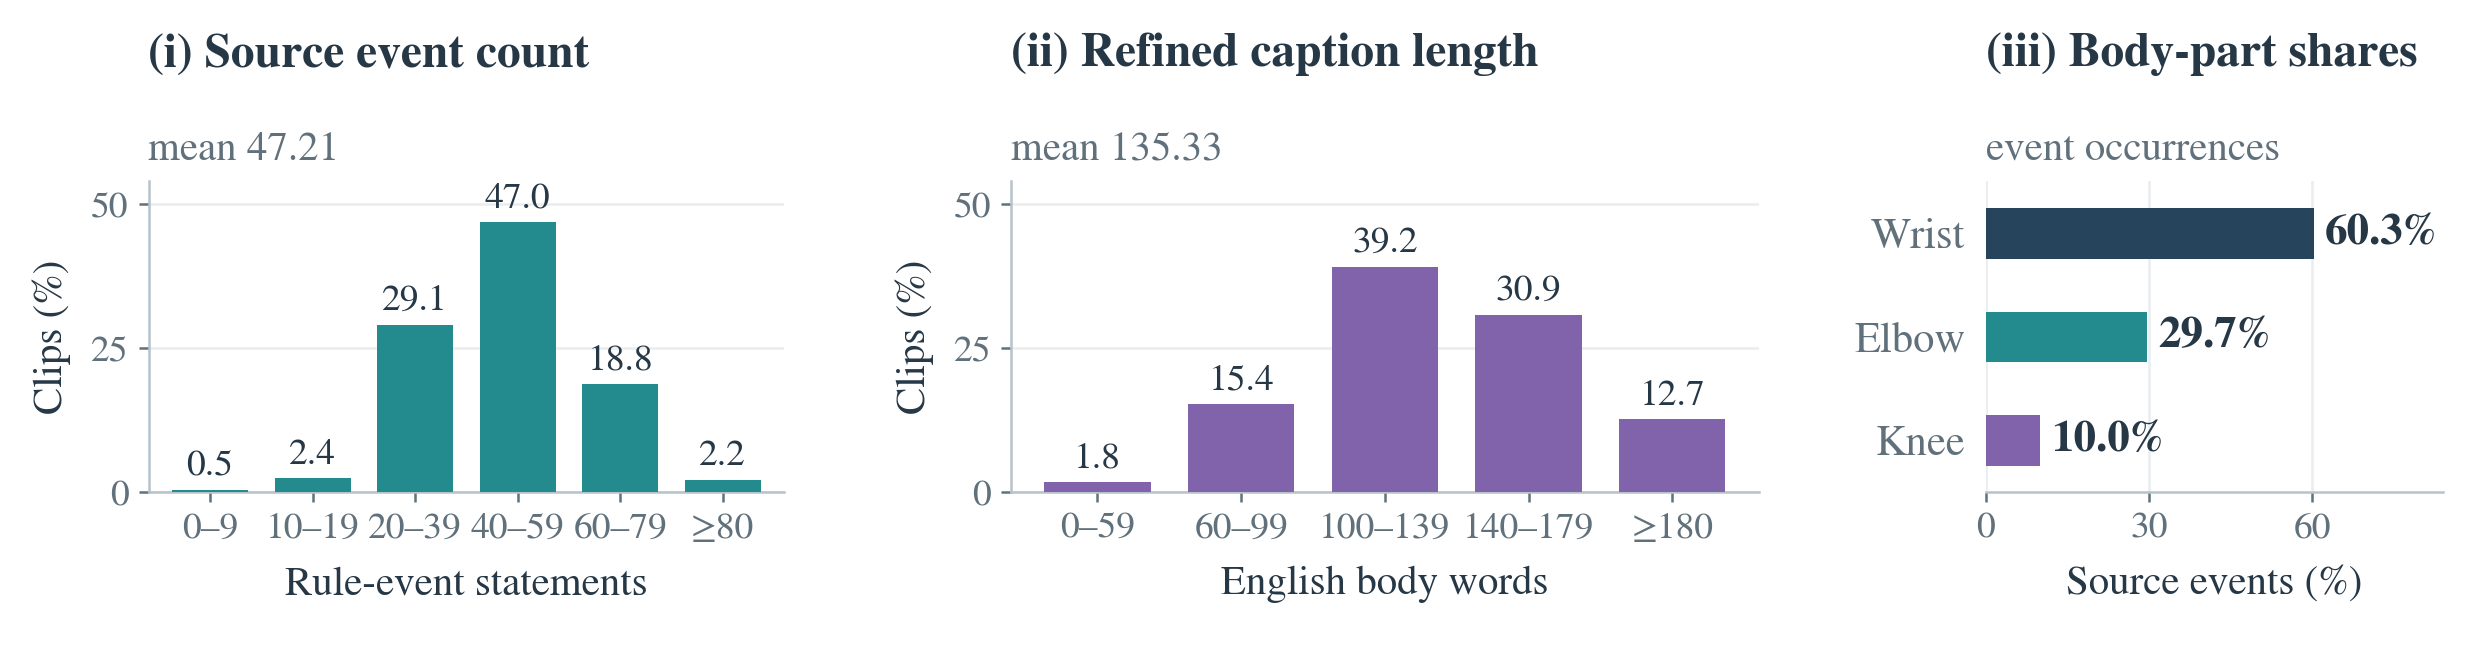 (i) Source event count
mean 47.21
Clips (%)
50
25
0
0.5
2.4
29.1
47.0
18.8
2.2
0–9
10–19
20–39
40–59
60–79
≥80
Rule-event statements
(ii) Refined caption length
mean 135.33
Clips (%)
50
25
0
1.8
15.4
39.2
30.9
12.7
0–59
60–99
100–139
140–179
≥180
English body words
(iii) Body-part shares
event occurrences
Wrist
60.3%
Elbow
29.7%
Knee
10.0%
0
30
60
Source events (%)